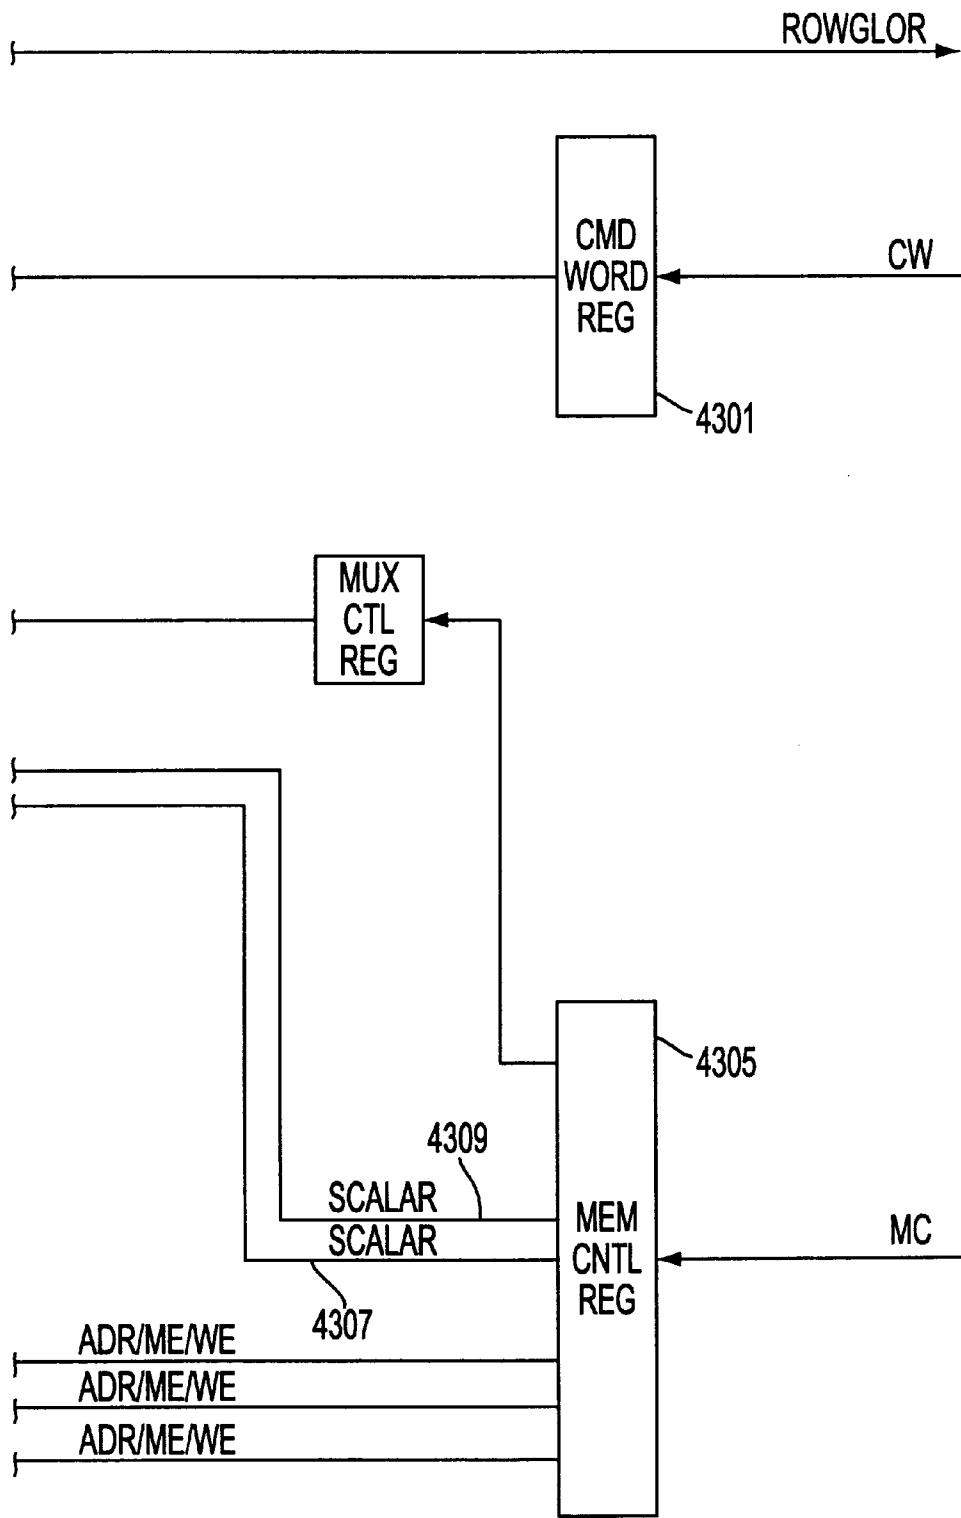 ROWGLOR
CMD
WORD
REG
CW
4301
MUX
CTL
REG
4305
4309
SCALAR
SCALAR
4307
MEM
CNTL
REG
MC
ADR/ME/WE
ADR/ME/WE
ADR/ME/WE